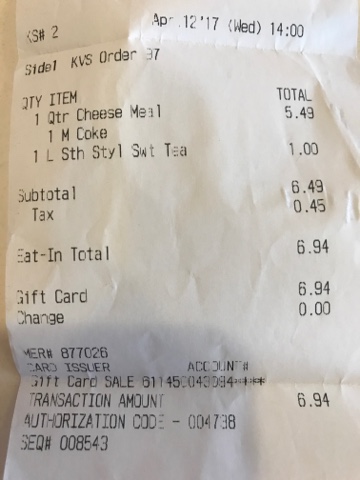 KS# 2 Apr.12'17 (Wed) 14:00
Side1 KVS Order 97
QTY ITEM TOTAL
1 Qtr Cheese Meal 5.49
1 M Coke
1 L Sth Styl Swt Tea 1.00
Subtotal 6.49
Tax 0.45
Eat-In Total 6.94
Gift Card 6.94
Change 0.00
MER# 877026
CARD ISSUER ACCOUNT#
Gift Card SALE
TRANSACTION AMOUNT 6.94
AUTHORIZATION CODE - 004738
SEQ# 008543